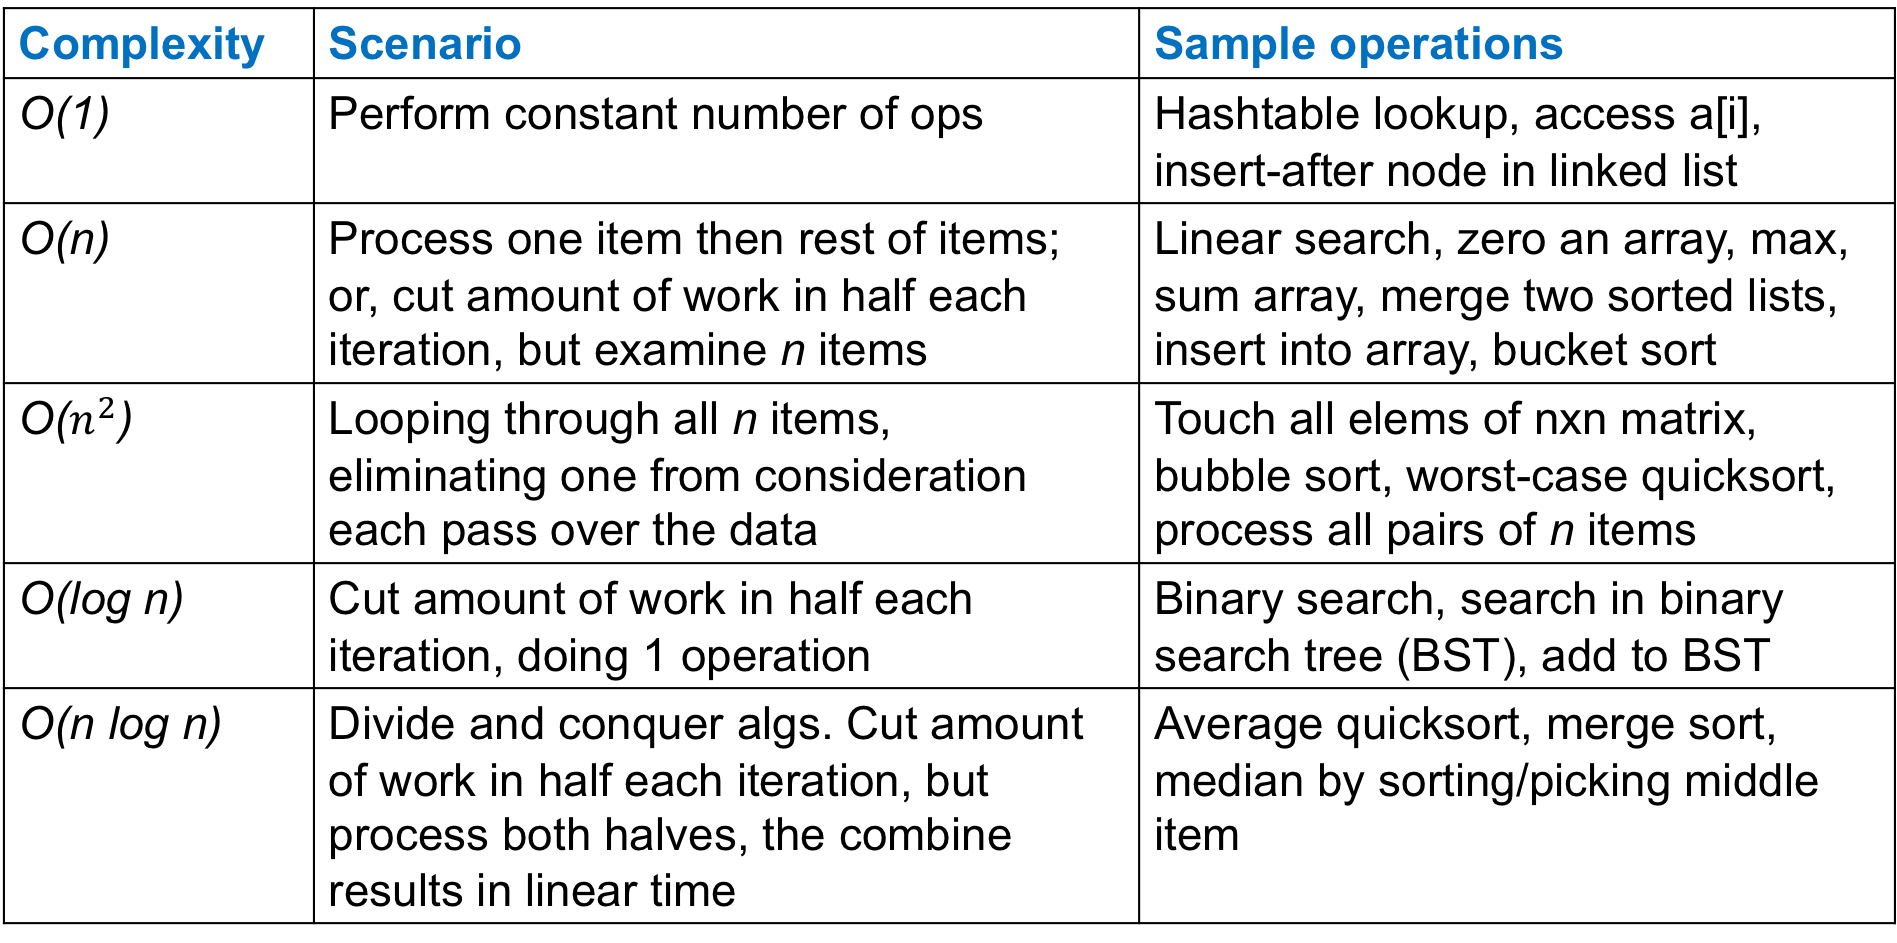 Complexity
Scenario
Sample operations
O(1)
Perform constant number of ops
Hashtable lookup, access a[i],
insert-after node in linked list
O(n)
Process one item then rest of items;
or, cut amount of work in half each
iteration, but examine n items
Linear search, zero an array, max,
sum array, merge two sorted lists,
insert into array, bucket sort
O(n²)
Looping through all n items,
eliminating one from consideration
each pass over the data
Touch all elems of nxn matrix,
bubble sort, worst-case quicksort,
process all pairs of n items
O(log n)
Cut amount of work in half each
iteration, doing 1 operation
Binary search, search in binary
search tree (BST), add to BST
O(n log n)
Divide and conquer algs. Cut amount
of work in half each iteration, but
process both halves, the combine
results in linear time
Average quicksort, merge sort,
median by sorting/picking middle
item